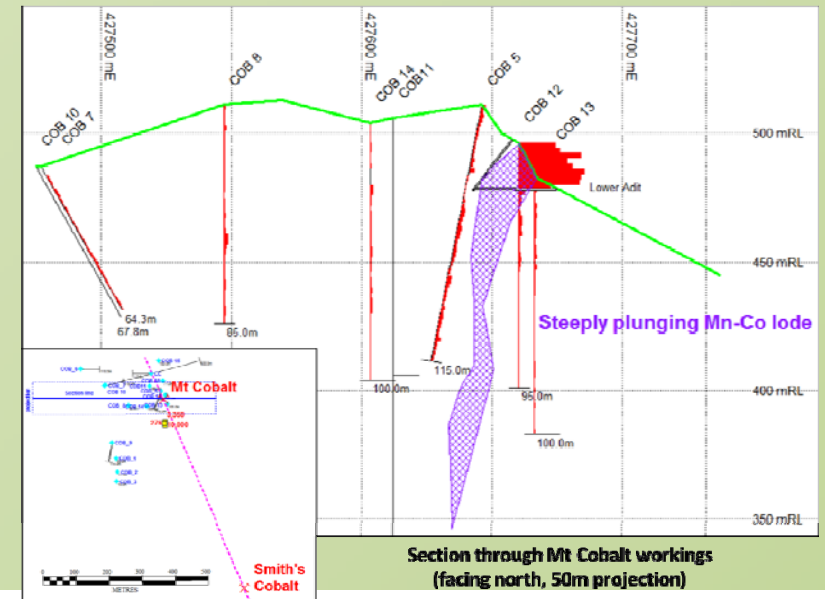 427500 mE
427600 mE
427700 mE
COB 10
COB 7
COB 8
COB 14
COB11
COB 5
COB 12
COB 13
500 mRL
Lower Adit
450 mRL
64.3m
67.8m
85.0m
Steeply plunging Mn-Co lode
115.0m
100.0m
95.0m
400 mRL
100.0m
350 mRL
Mt Cobalt
Smith's
Cobalt
METRES
Section through Mt Cobalt workings
(facing north, 50m projection)